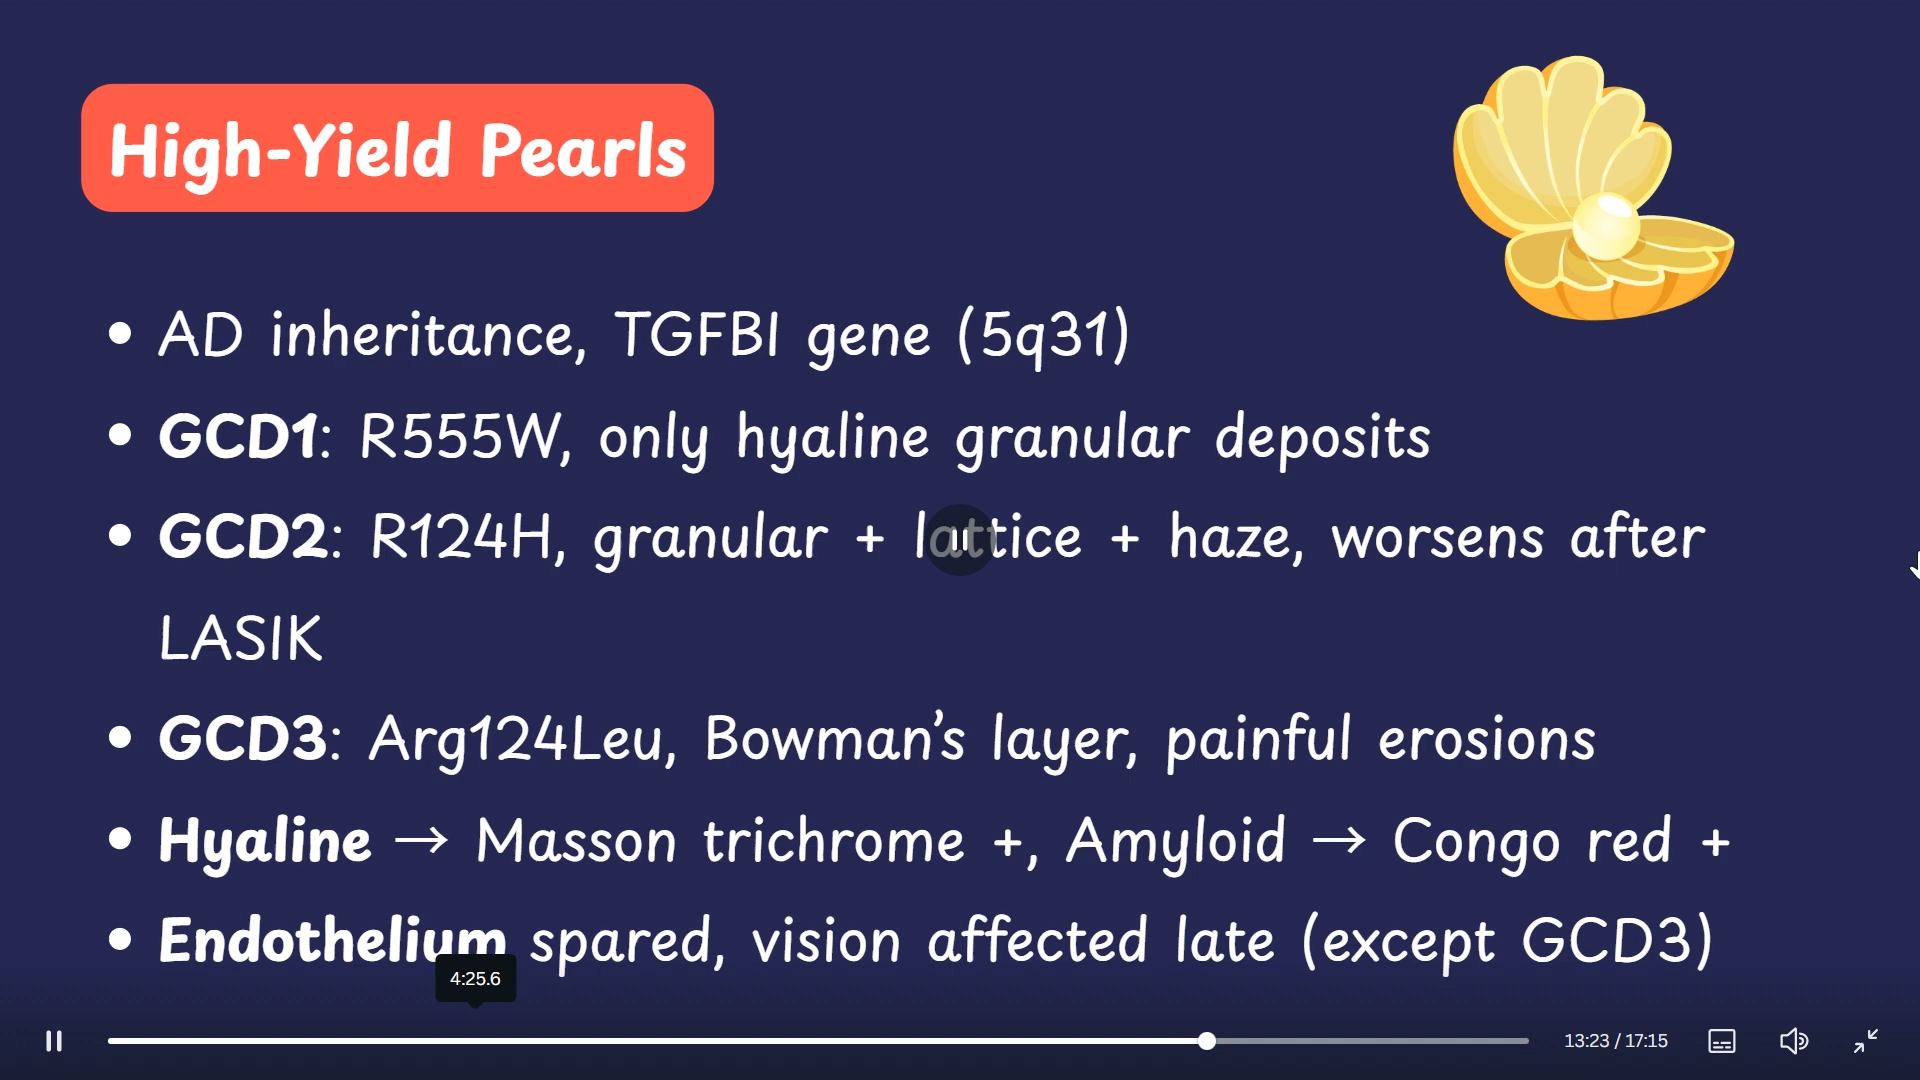 High-Yield Pearls
• AD inheritance, TGFBI gene (5q31)
• GCD1: R555W, only hyaline granular deposits
• GCD2: R124H, granular + lattice + haze, worsens after
LASIK
• GCD3: Arg124Leu, Bowman’s layer, painful erosions
• Hyaline → Masson trichrome +, Amyloid → Congo red +
• Endothelium spared, vision affected late (except GCD3)
4:25.6
13:23 / 17:15